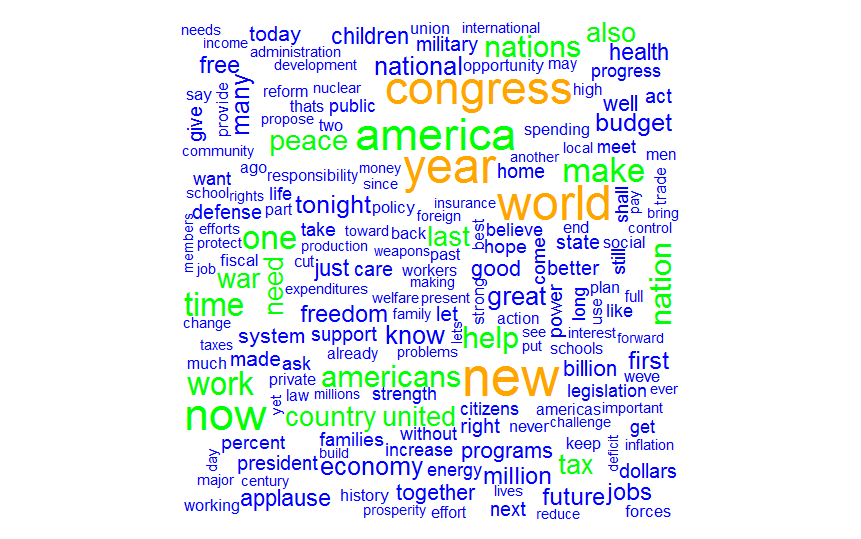 needs today children union international also
income administration military nations health
free development national opportunity may progress
say provide many reform nuclear congress high well act
give thats public propose two america spending budget
community peace year another local meet men
want ago responsibility money since home make trade
school rights life insurance world shall pay bring
defense part tonight policy foreign best
efforts take toward back last believe end state social control
members protect one production weapons past hope come still
job fiscal need cut just care workers good better nation
war expenditures making strong great plan full
time welfare present power long use like
change freedom family let action
system support know lets help see put interest forward
taxes already problems schools
much made ask americans new billion first weve
work private law millions strength legislation ever
now yet country united citizens americas important
percent families without right never challenge get
day build increase programs keep deficit inflation
president economy energy million tax dollars
major century
working applause history together lives future jobs
prosperity effort next reduce forces